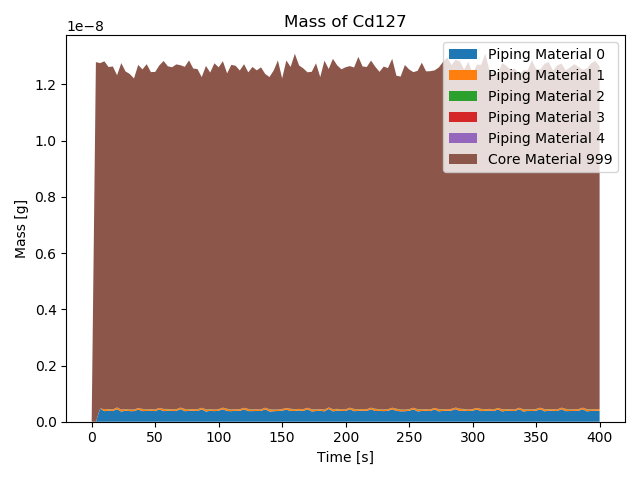 Mass of Cd127
1e−8
Piping Material 0
Piping Material 1
Piping Material 2
Piping Material 3
Piping Material 4
Core Material 999
Mass [g]
1.2
1.0
0.8
0.6
0.4
0.2
0.0
0 50 100 150 200 250 300 350 400
Time [s]